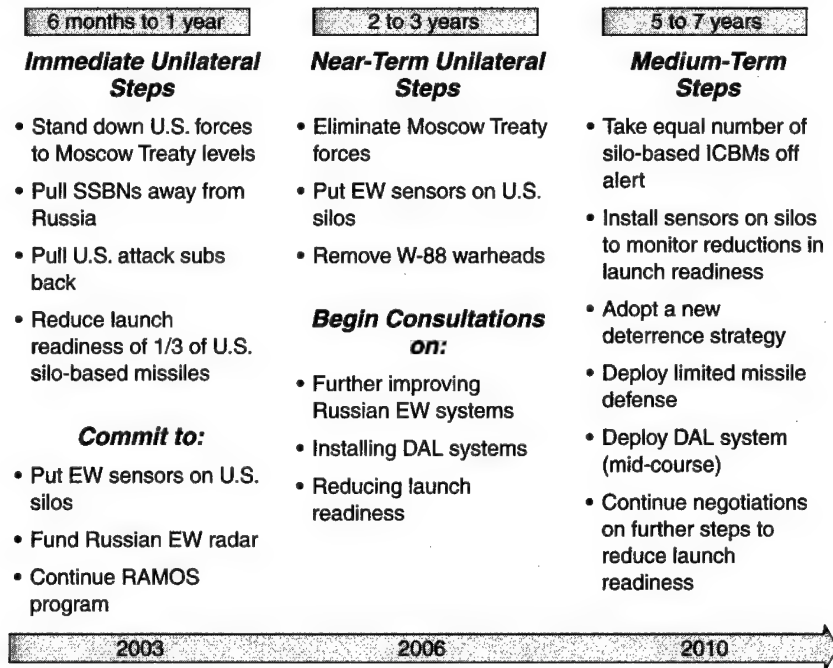 6 months to 1 year
Immediate Unilateral
Steps
• Stand down U.S. forces
to Moscow Treaty levels
• Pull SSBNs away from
Russia
• Pull U.S. attack subs
back
• Reduce launch
readiness of 1/3 of U.S.
silo-based missiles
Commit to:
• Put EW sensors on U.S.
silos
• Fund Russian EW radar
• Continue RAMOS
program
2 to 3 years
Near-Term Unilateral
Steps
• Eliminate Moscow Treaty
forces
• Put EW sensors on U.S.
silos
• Remove W-88 warheads
Begin Consultations
on:
• Further improving
Russian EW systems
• Installing DAL systems
• Reducing launch
readiness
5 to 7 years
Medium-Term
Steps
• Take equal number of
silo-based ICBMs off
alert
• Install sensors on silos
to monitor reductions in
launch readiness
• Adopt a new
deterrence strategy
• Deploy limited missile
defense
• Deploy DAL system
(mid-course)
• Continue negotiations
on further steps to
reduce launch
readiness
2003 2006 2010